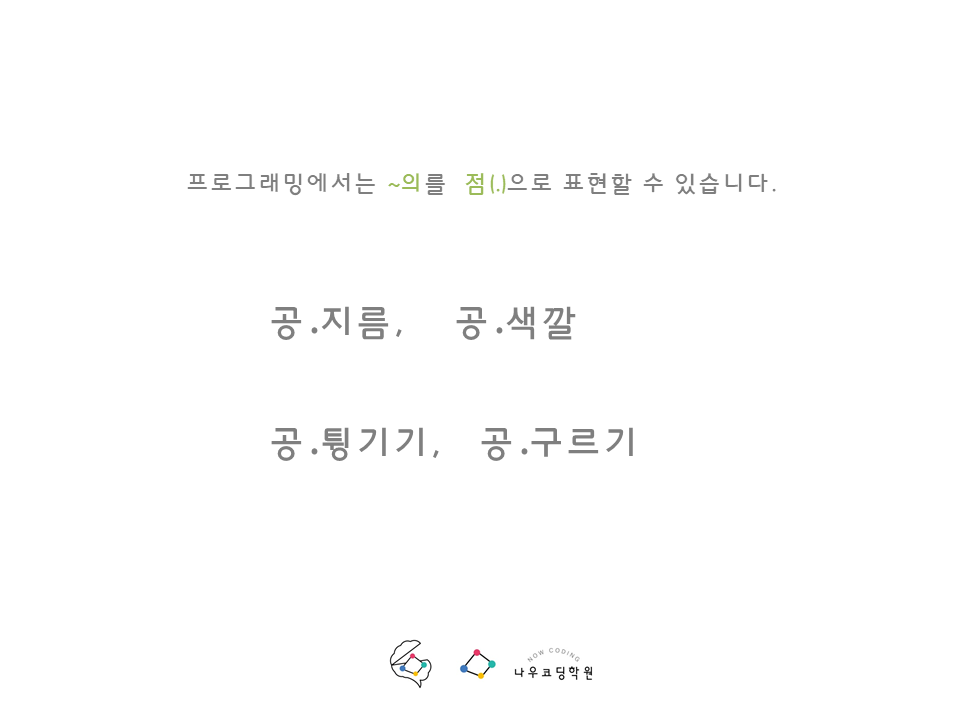 프로그래밍에서는 ~의를 점(.)으로 표현할 수 있습니다.
공.지름, 공.색깔
공.튕기기, 공.구르기
NOW CODING
나우코딩학원